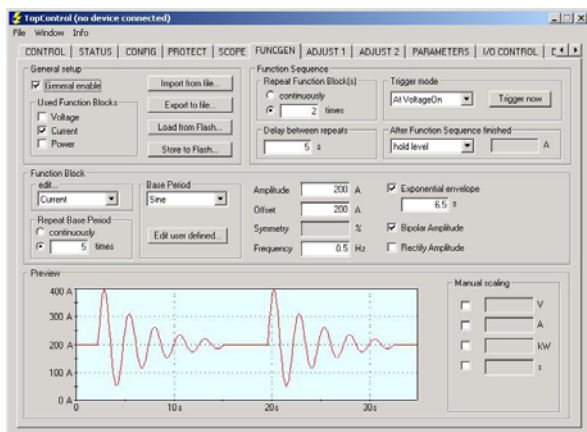 TopControl (no device connected)
File Window Info
CONTROL STATUS CONFIG PROTECT SCOPE FUNCGEN ADJUST 1 ADJUST 2 PARAMETERS I/O CONTROL
General setup
General enable
Used Function Blocks
Voltage
Current
Power
Import from file...
Export to file...
Load from Flash...
Store to Flash...
Function Sequence
Repeat Function Block(s)
continuously
2 times
Delay between repeats
5 s
Trigger mode
At VoltageOn
Trigger now
After Function Sequence finished
hold level
A
Function Block
edit...
Current
Repeat Base Period
continuously
5 times
Base Period
Sine
Edit user defined...
Amplitude 200 A
Offset 200 A
Symmetry %
Frequency 0.5 Hz
Exponential envelope
6.5 s
Bipolar Amplitude
Rectify Amplitude
Preview
400 A
300 A
200 A
100 A
0 A
0 10s 20s 30s
Manual scaling
V
A
kW
s